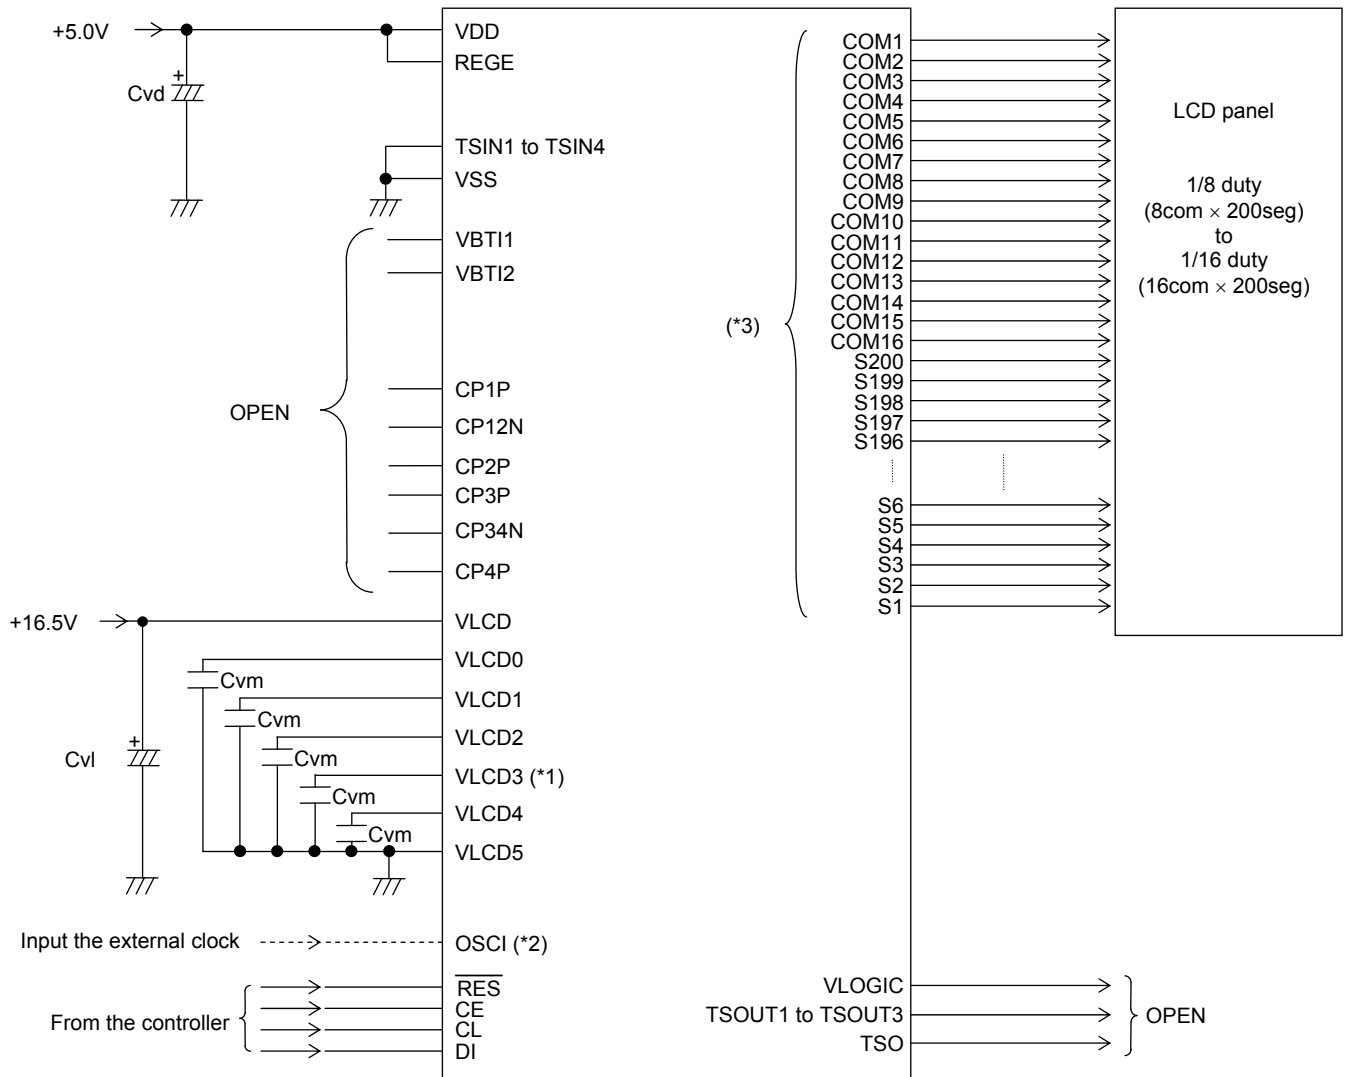 +5.0V
+
Cvd
VDD
REGE
TSIN1 to TSIN4
VSS
VBTI1
VBTI2
OPEN
CP1P
CP12N
CP2P
CP3P
CP34N
CP4P
+16.5V
VLCD
VLCD0
Cvm
VLCD1
Cvm
VLCD2
Cvm
+
Cvl
VLCD3 (*1)
Cvm
VLCD4
Cvm
VLCD5
Input the external clock
OSCI (*2)
From the controller
RES
CE
CL
DI
(*3)
COM1
COM2
COM3
COM4
COM5
COM6
COM7
COM8
COM9
COM10
COM11
COM12
COM13
COM14
COM15
COM16
S200
S199
S198
S197
S196
S6
S5
S4
S3
S2
S1
LCD panel
1/8 duty
(8com × 200seg)
to
1/16 duty
(16com × 200seg)
VLOGIC
TSOUT1 to TSOUT3
TSO
OPEN